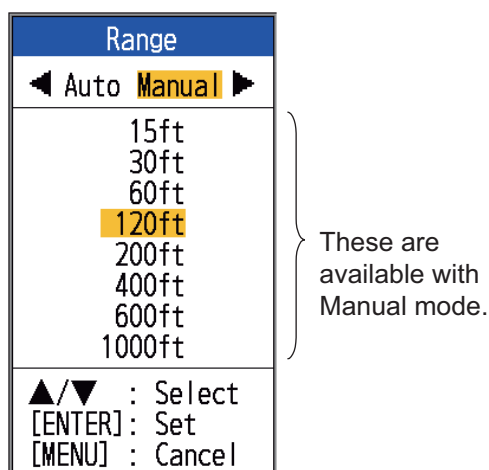 Range
◀ Auto Manual ▶
15ft
30ft
60ft
120ft
200ft
400ft
600ft
1000ft
These are
available with
Manual mode.
▲/▼ : Select
[ENTER]: Set
[MENU] : Cancel